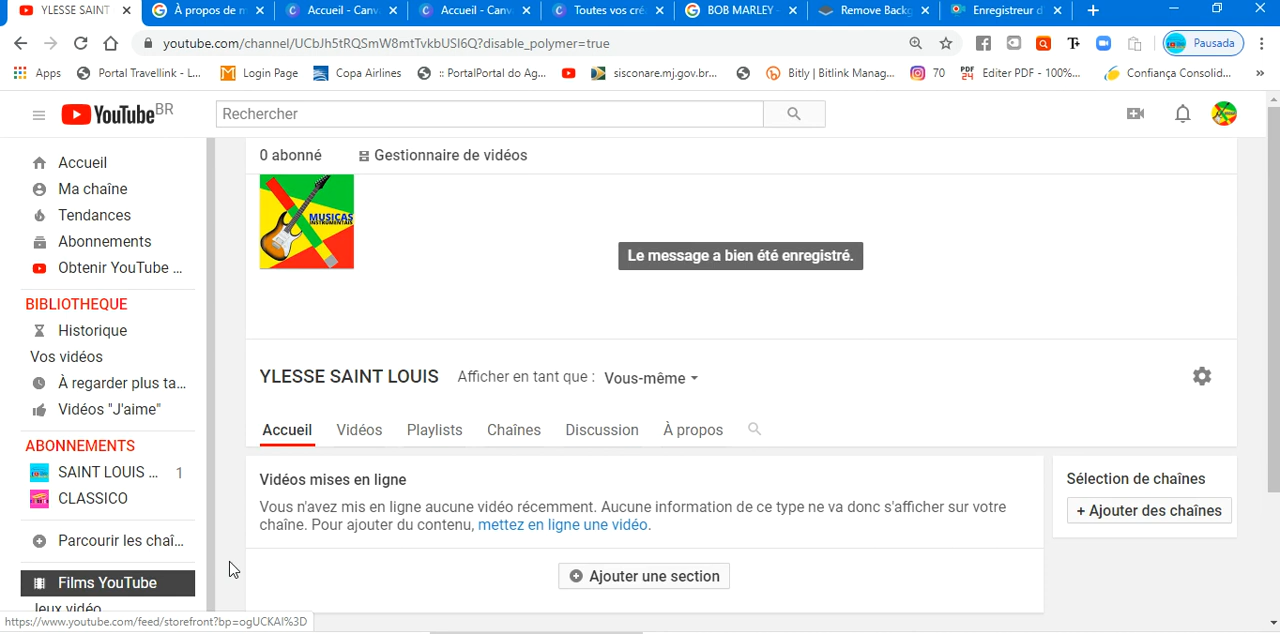 YLESSE SAINT
À propos de m
Accueil - Canv
Accueil - Canv
Toutes vos cré
BOB MARLEY -
Remove Backg
Enregistreur d
youtube.com/channel/UCbJh5tRQSmW8mtTvkbUSI6Q?disable_polymer=true
Pausada
Apps
Portal Travellink - L...
Login Page
Copa Airlines
:: PortalPortal do Ag...
sisconare.mj.gov.br...
Bitly | Bitlink Manag...
70
Editer PDF - 100%...
Confiança Consolid...
YouTube BR
Rechercher
Accueil
Ma chaîne
Tendances
Abonnements
Obtenir YouTube ...
BIBLIOTHEQUE
Historique
Vos vidéos
À regarder plus ta...
Vidéos "J'aime"
ABONNEMENTS
SAINT LOUIS ... 1
CLASSICO
Parcourir les chaî...
Films YouTube
Jeux vidéo
https://www.youtube.com/feed/storefront?bp=ogUCKAI%3D
0 abonné
Gestionnaire de vidéos
MUSICAS
INSTRUMENTAIS
Le message a bien été enregistré.
YLESSE SAINT LOUIS
Afficher en tant que :
Vous-même
Accueil
Vidéos
Playlists
Chaînes
Discussion
À propos
Vidéos mises en ligne
Vous n'avez mis en ligne aucune vidéo récemment. Aucune information de ce type ne va donc s'afficher sur votre
chaîne. Pour ajouter du contenu, mettez en ligne une vidéo.
Ajouter une section
Sélection de chaînes
+ Ajouter des chaînes